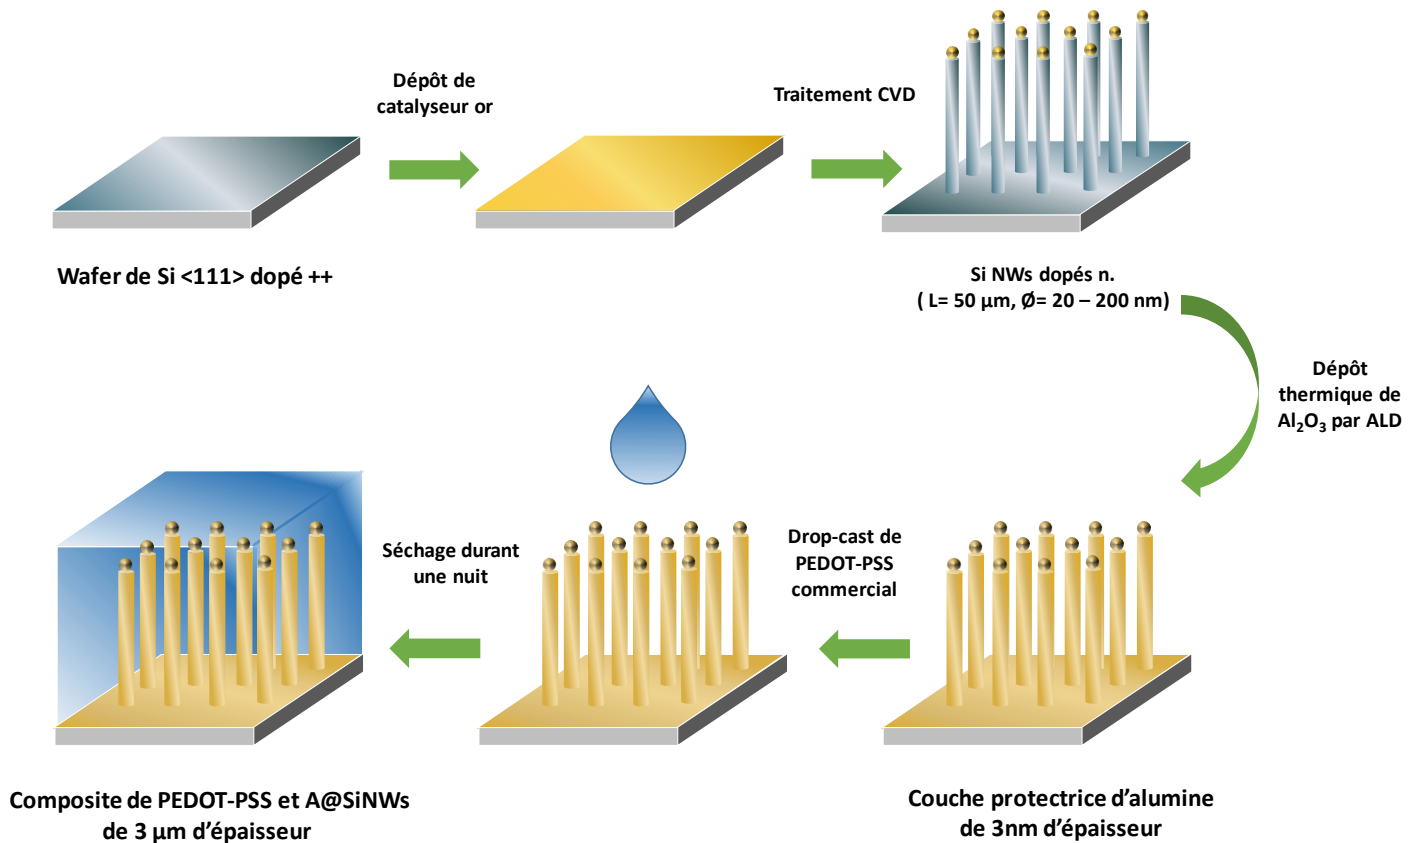 Dépôt de
catalyseur or
Traitement CVD
Wafer de Si <111> dopé ++
Si NWs dopés n.
( L= 50 µm, Ø= 20 – 200 nm)
Dépôt
thermique de
Al₂O₃ par ALD
Drop-cast de
PEDOT-PSS
commercial
Séchage durant
une nuit
Couche protectrice d’alumine
de 3nm d’épaisseur
Composite de PEDOT-PSS et A@SiNWs
de 3 µm d’épaisseur